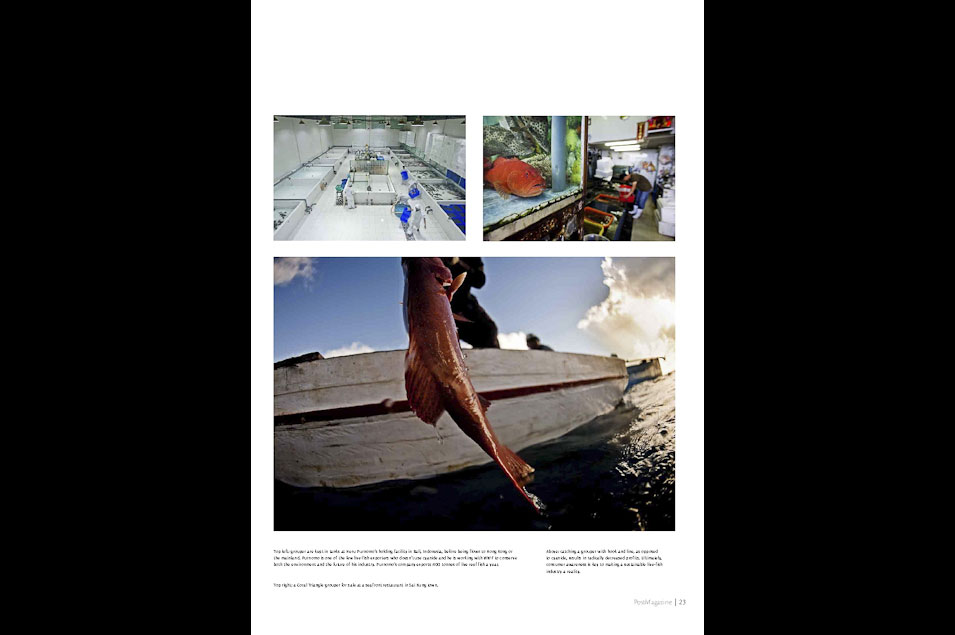 Top left: grouper are kept in tanks at Heru Purnomo's holding facility in Bali, Indonesia, before being flown to Hong Kong or
the mainland. Purnomo is one of the few live fish exporters who doesn't use cyanide and he is working with WWF to conserve
both the environment and the future of his industry. Purnomo's company exports 400 tonnes of live reef fish a year.
Top right: a Coral Triangle grouper for sale at a seafront restaurant in Sai Kung town.
Above: catching a grouper with hook and line, as opposed
to cyanide, results in radically decreased profits. Ultimately,
consumer awareness is key to making a sustainable live-fish
industry a reality.
PostMagazine | 23